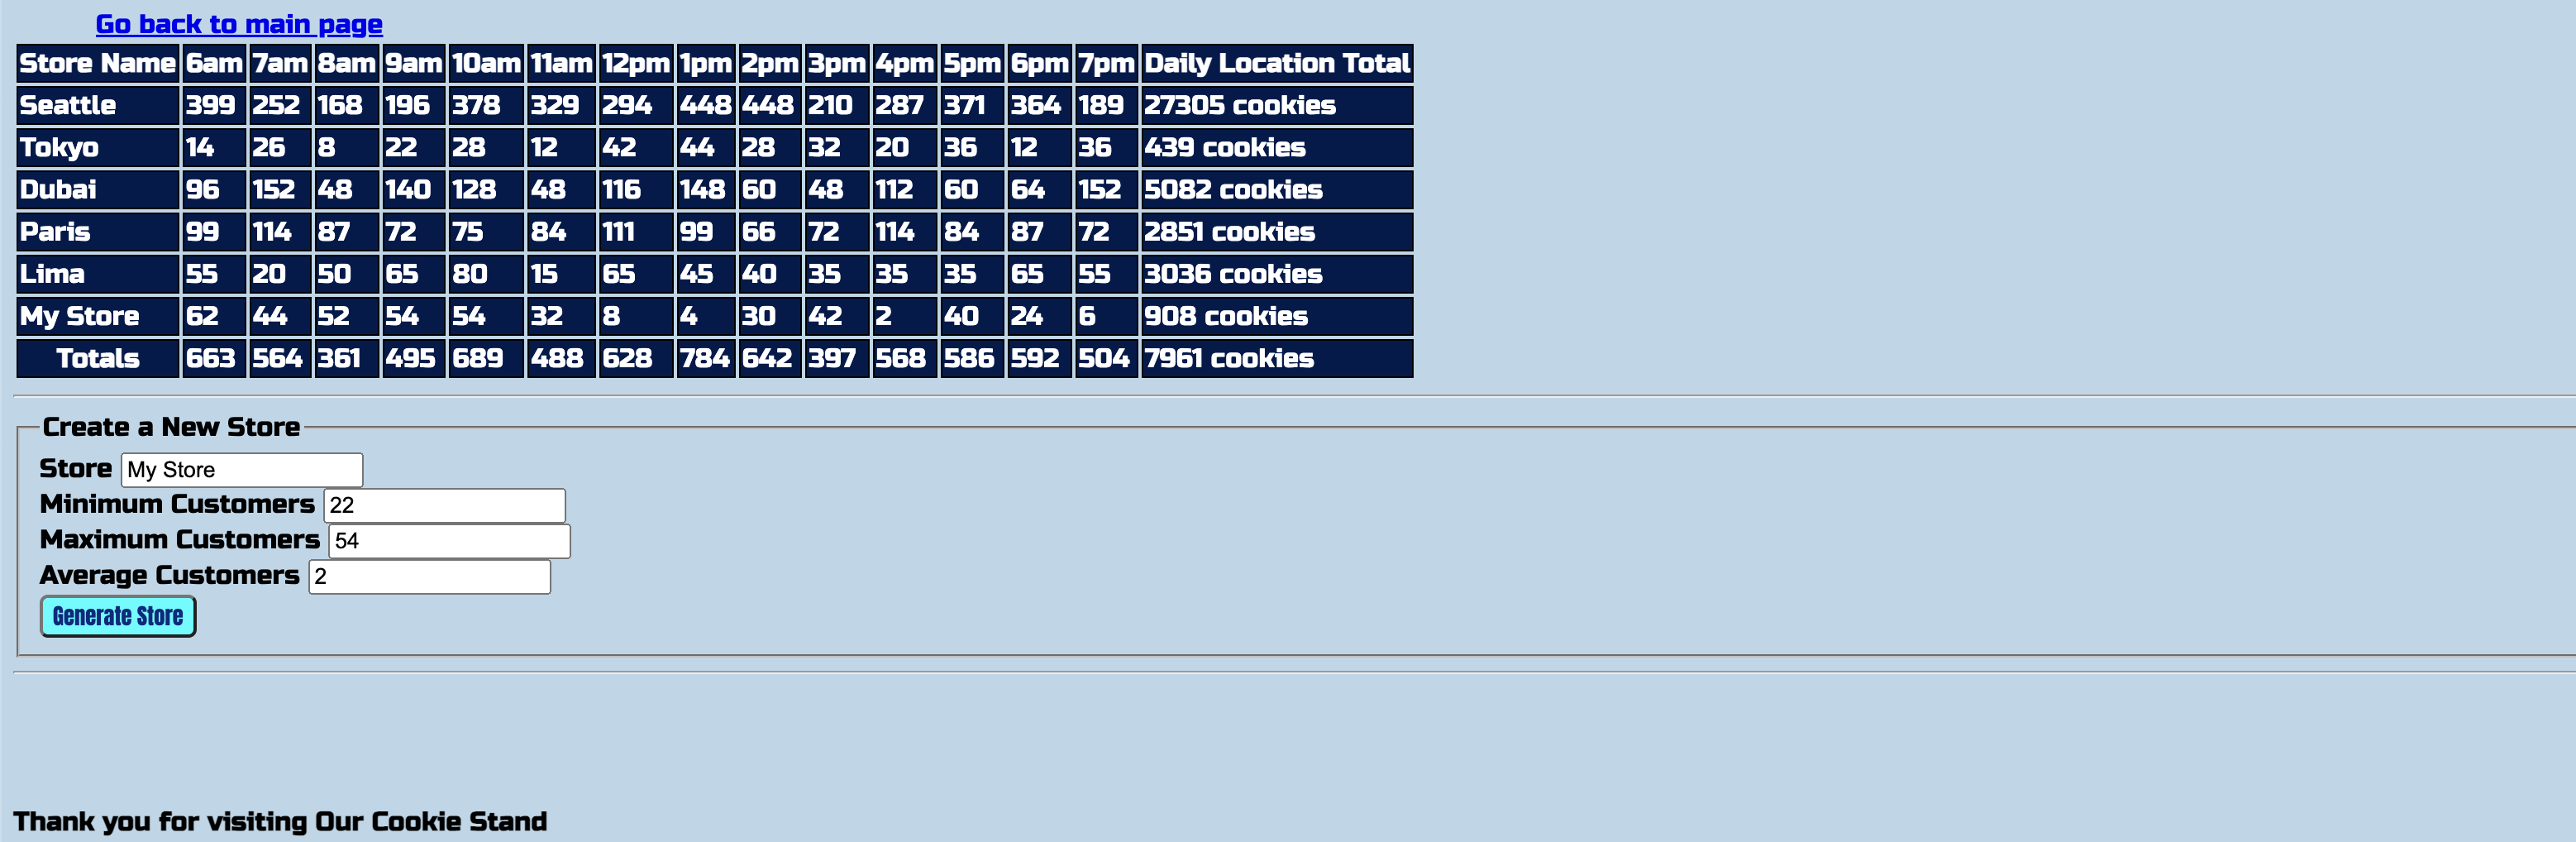 Go back to main page
Store Name 6am 7am 8am 9am 10am 11am 12pm 1pm 2pm 3pm 4pm 5pm 6pm 7pm Daily Location Total
Seattle 399 252 168 196 378 329 294 448 448 210 287 371 364 189 27305 cookies
Tokyo 14 26 8 22 28 12 42 44 28 32 20 36 12 36 439 cookies
Dubai 96 152 48 140 128 48 116 148 60 48 112 60 64 152 5082 cookies
Paris 99 114 87 72 75 84 111 99 66 72 114 84 87 72 2851 cookies
Lima 55 20 50 65 80 15 65 45 40 35 35 35 65 55 3036 cookies
My Store 62 44 52 54 54 32 8 4 30 42 2 40 24 6 908 cookies
Totals 663 564 361 495 689 488 628 784 642 397 568 586 592 504 7961 cookies
Create a New Store
Store My Store
Minimum Customers 22
Maximum Customers 54
Average Customers 2
Generate Store
Thank you for visiting Our Cookie Stand